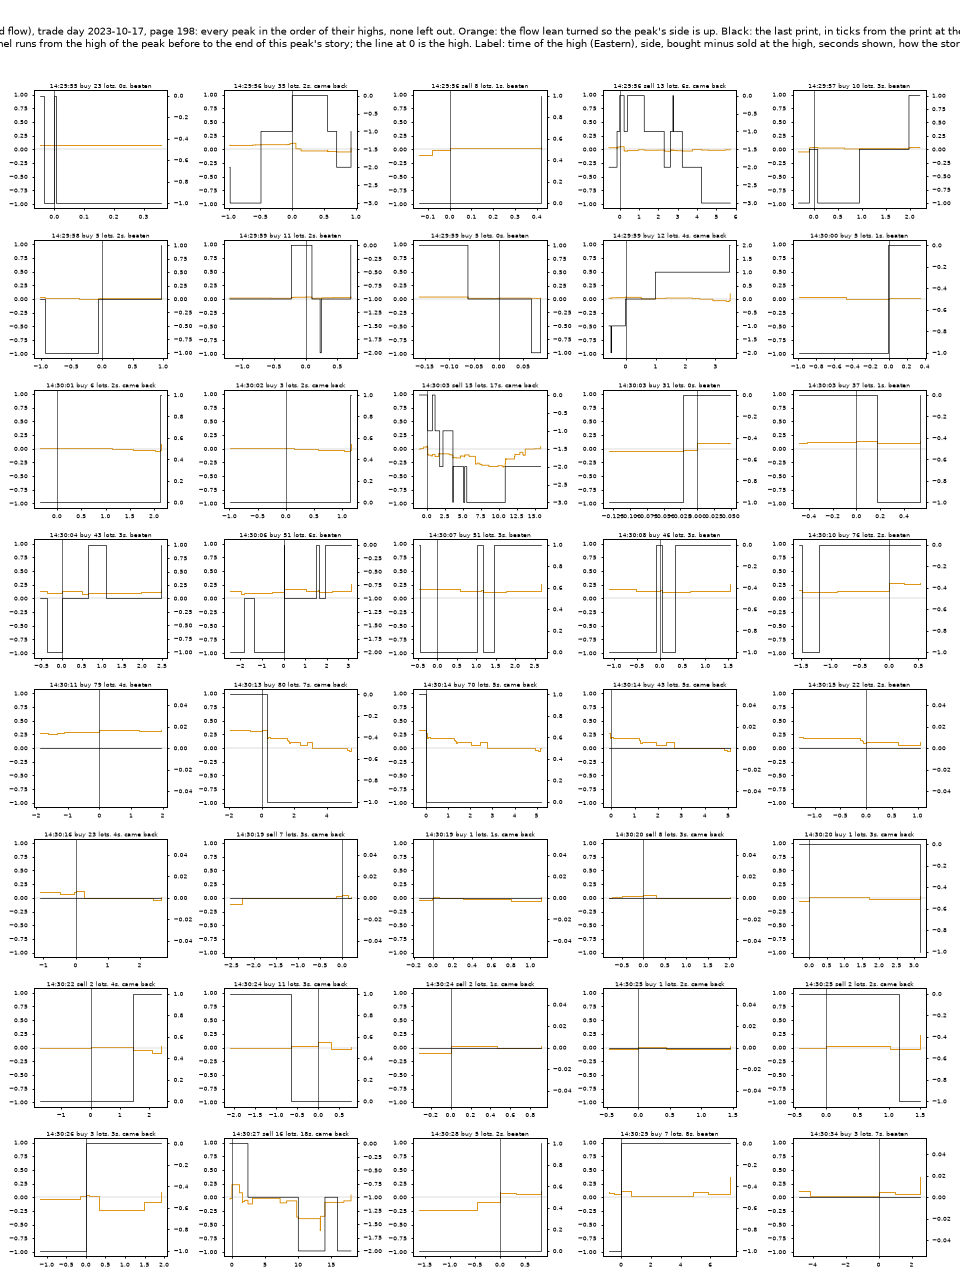 d flow), trade day 2023-10-17, page 198: every peak in the order of their highs, none left out. Orange: the flow lean turned so the peak's side is up. Black: the last print, in ticks from the print at the
nel runs from the high of the peak before to the end of this peak's story; the line at 0 is the high. Label: time of the high (Eastern), side, bought minus sold at the high, seconds shown, how the stor
14:29:55 buy 23 lots. 0s. beaten
14:29:56 buy 35 lots. 2s. came back
14:29:56 sell 8 lots. 1s. beaten
14:29:56 sell 13 lots. 6s. came back
14:29:57 buy 10 lots. 3s. beaten
14:29:58 buy 5 lots. 2s. beaten
14:29:59 buy 11 lots. 2s. beaten
14:29:59 buy 5 lots. 0s. beaten
14:29:59 buy 12 lots. 4s. came back
14:30:00 buy 5 lots. 1s. beaten
14:30:01 buy 6 lots. 2s. came back
14:30:02 buy 3 lots. 2s. came back
14:30:03 sell 15 lots. 17s. came back
14:30:03 buy 31 lots. 0s. beaten
14:30:03 buy 37 lots. 1s. beaten
14:30:04 buy 43 lots. 3s. beaten
14:30:06 buy 51 lots. 6s. beaten
14:30:07 buy 51 lots. 3s. beaten
14:30:08 buy 46 lots. 3s. beaten
14:30:10 buy 76 lots. 2s. beaten
14:30:11 buy 79 lots. 4s. beaten
14:30:13 buy 80 lots. 7s. came back
14:30:14 buy 70 lots. 5s. came back
14:30:14 buy 45 lots. 5s. came back
14:30:15 buy 22 lots. 2s. beaten
14:30:16 buy 23 lots. 4s. came back
14:30:19 sell 7 lots. 3s. came back
14:30:19 buy 1 lots. 1s. came back
14:30:20 sell 8 lots. 3s. came back
14:30:20 buy 1 lots. 3s. came back
14:30:22 sell 2 lots. 4s. came back
14:30:24 buy 11 lots. 3s. came back
14:30:24 sell 2 lots. 1s. came back
14:30:25 buy 1 lots. 2s. came back
14:30:25 sell 2 lots. 2s. came back
14:30:26 buy 3 lots. 3s. came back
14:30:27 sell 16 lots. 18s. came back
14:30:28 buy 5 lots. 2s. beaten
14:30:29 buy 7 lots. 8s. beaten
14:30:34 buy 3 lots. 7s. beaten